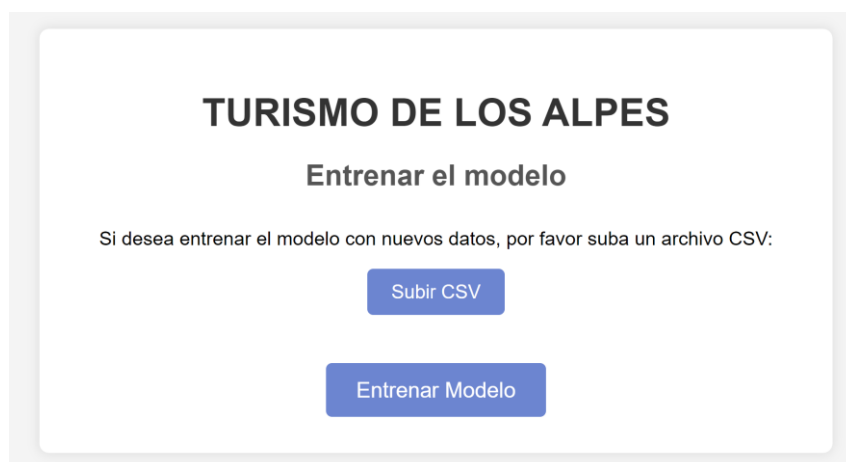 TURISMO DE LOS ALPES
Entrenar el modelo
Si desea entrenar el modelo con nuevos datos, por favor suba un archivo CSV:
Subir CSV
Entrenar Modelo